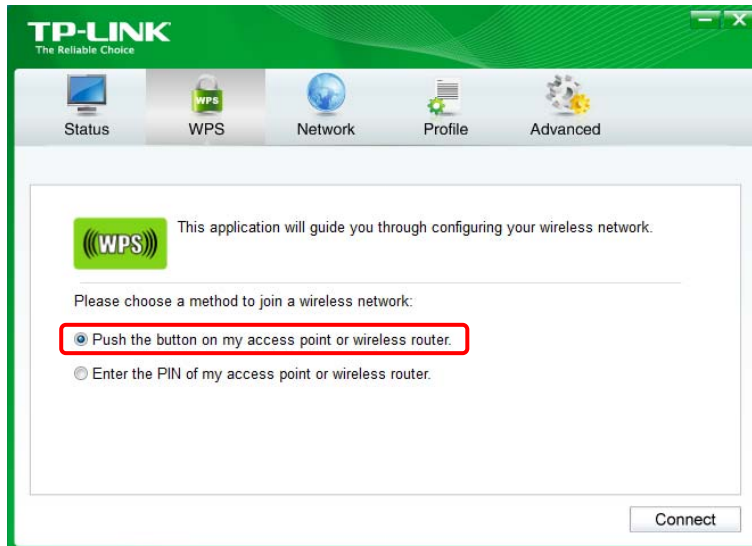 TP-LINK
The Reliable Choice
Status WPS Network Profile Advanced
WPS
This application will guide you through configuring your wireless network.
(((WPS)))
Please choose a method to join a wireless network:
Push the button on my access point or wireless router.
Enter the PIN of my access point or wireless router.
Connect